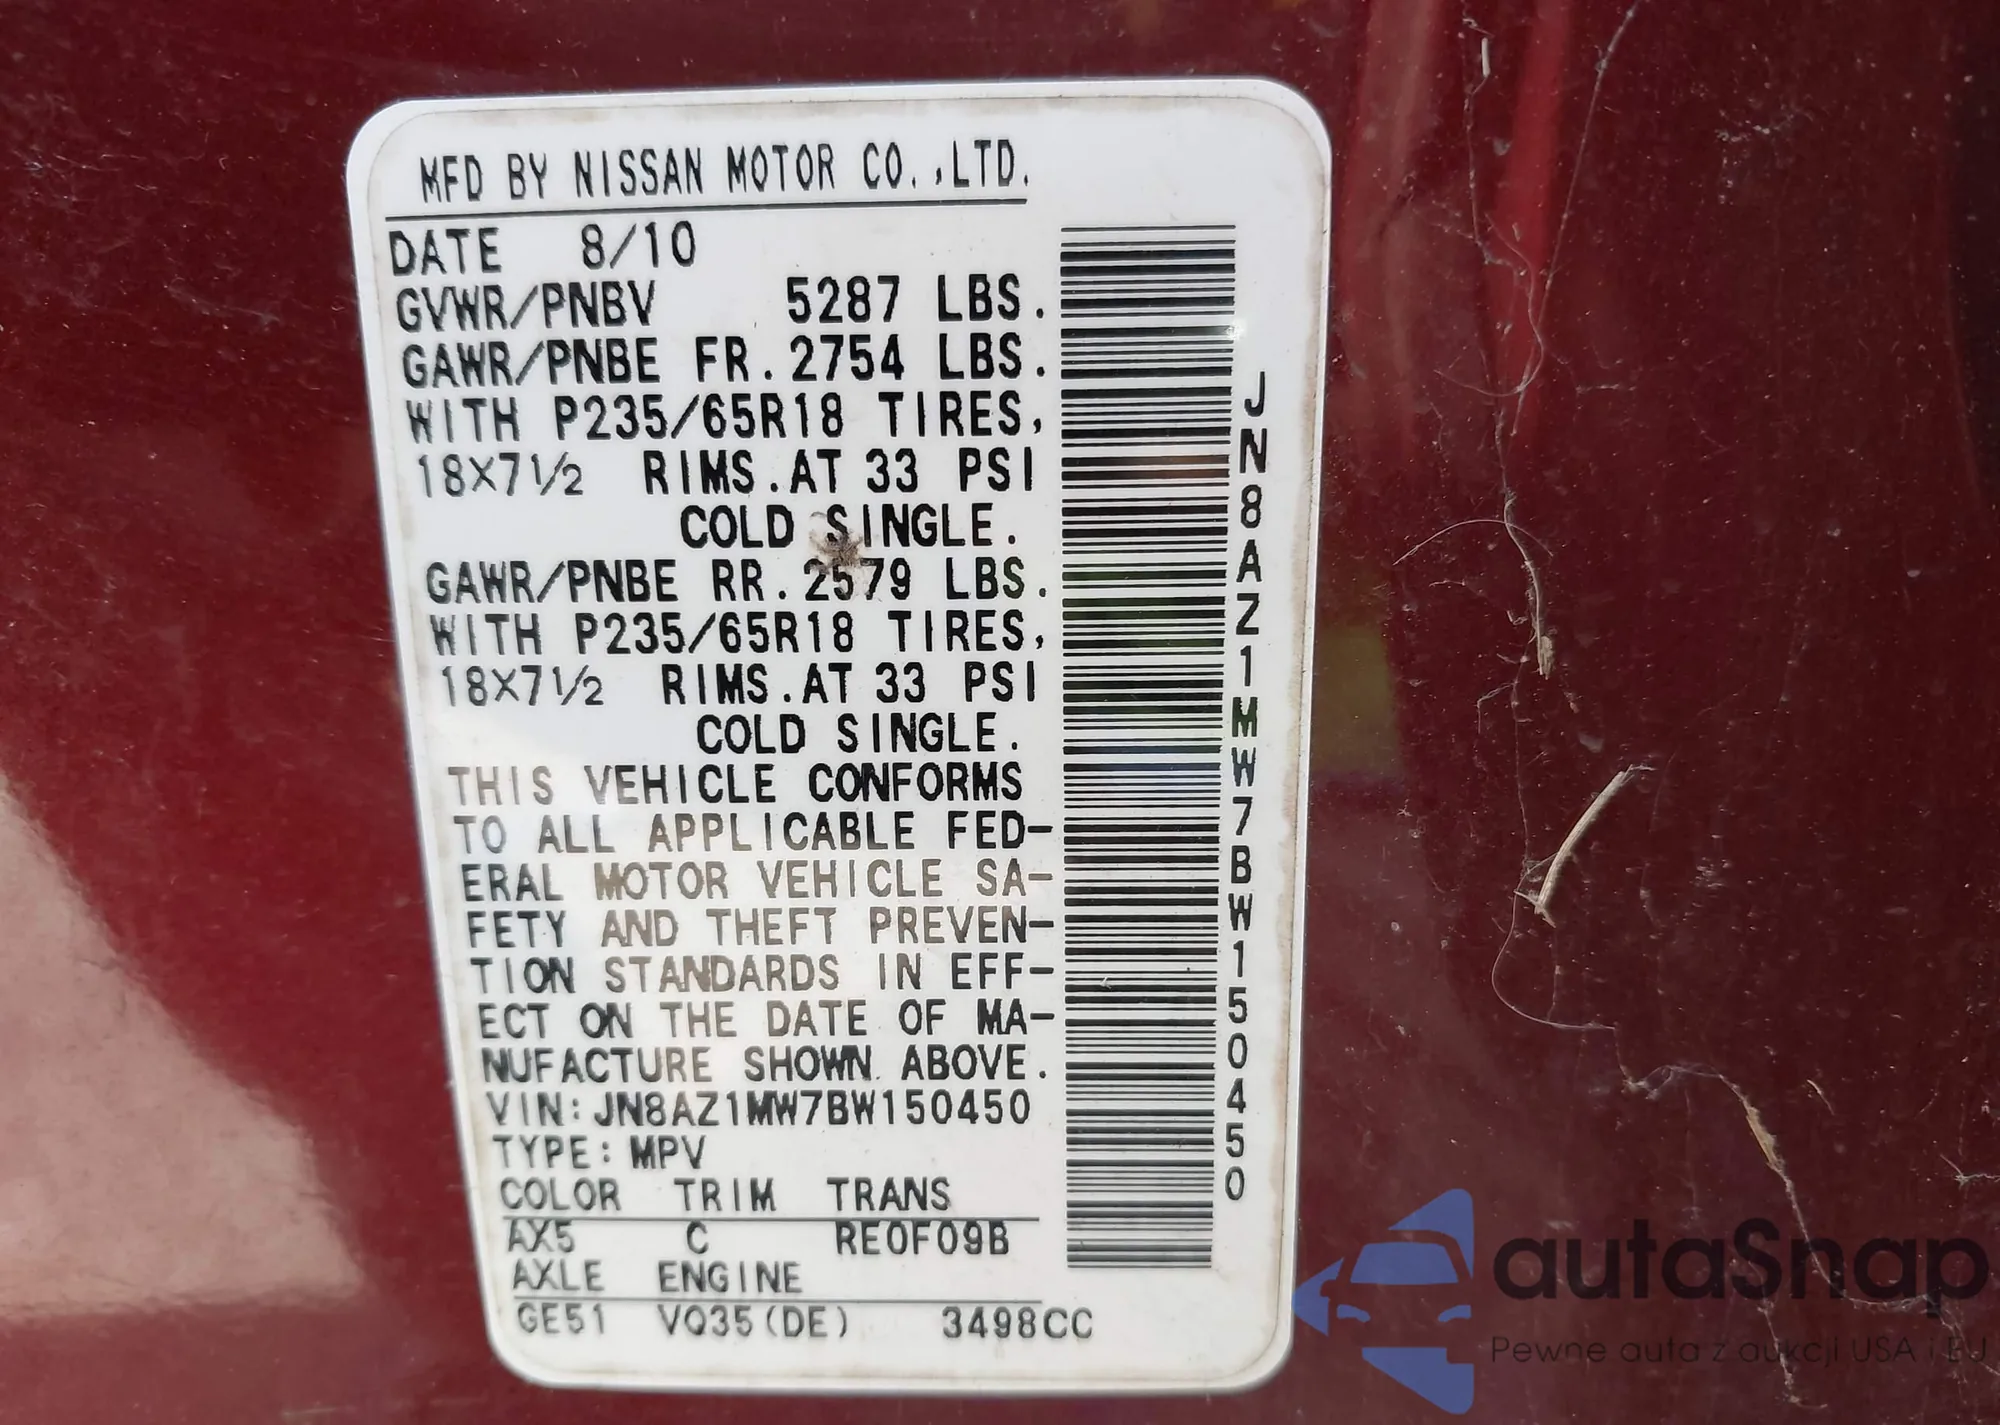 MFD BY NISSAN MOTOR CO.,LTD.
DATE 8/10
GVWR/PNBV 5287 LBS.
GAWR/PNBE FR.2754 LBS.
WITH P235/65R18 TIRES,
18X7½ RIMS.AT 33 PSI
COLD SINGLE.
GAWR/PNBE RR.2579 LBS.
WITH P235/65R18 TIRES,
18X7½ RIMS.AT 33 PSI
COLD SINGLE.
THIS VEHICLE CONFORMS
TO ALL APPLICABLE FED-
ERAL MOTOR VEHICLE SA-
FETY AND THEFT PREVEN-
TION STANDARDS IN EFF-
ECT ON THE DATE OF MA-
NUFACTURE SHOWN ABOVE.
VIN:JN8AZ1MW7BW150450
TYPE:MPV
COLOR TRIM TRANS
AX5 C RE0F09B
AXLE ENGINE
GE51 VQ35(DE) 3498CC
JN8AZ1MW7BW150450
autaSnap
Pewne auta z aukcji USA i EU